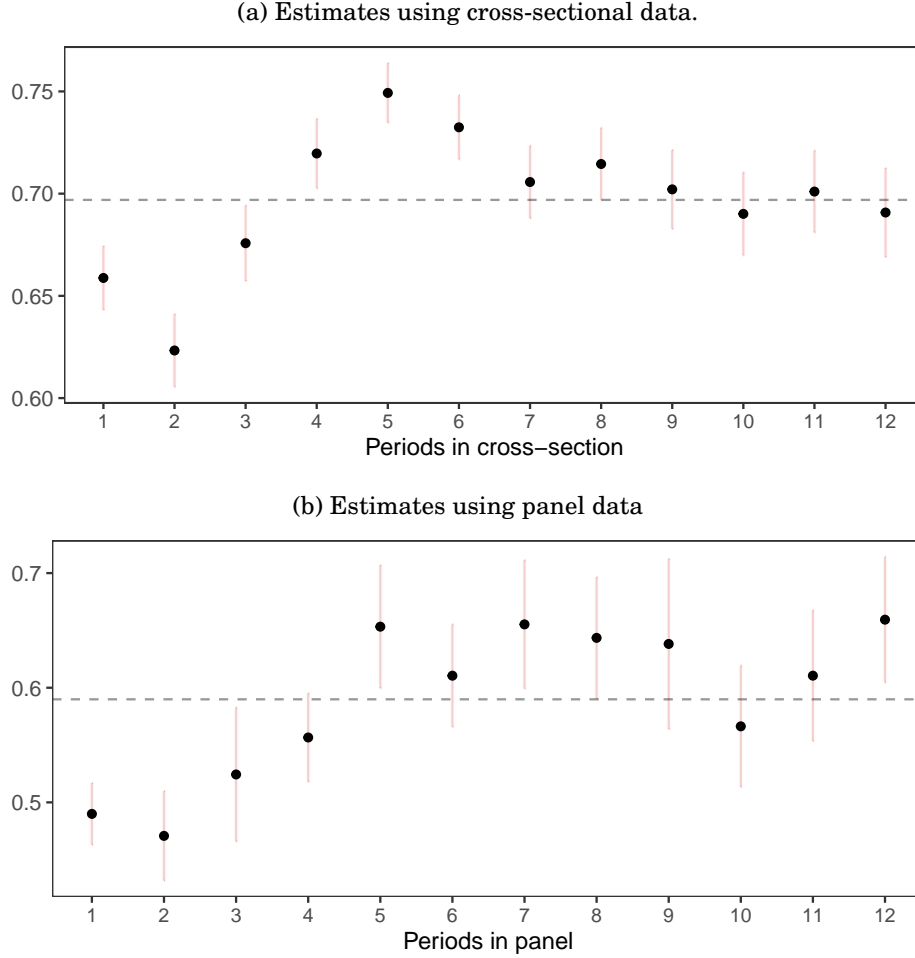 (a) Estimates using cross-sectional data.
0.75
0.70
0.65
0.60
1 2 3 4 5 6 7 8 9 10 11 12
Periods in cross−section
(b) Estimates using panel data
0.7
0.6
0.5
1 2 3 4 5 6 7 8 9 10 11 12
Periods in panel